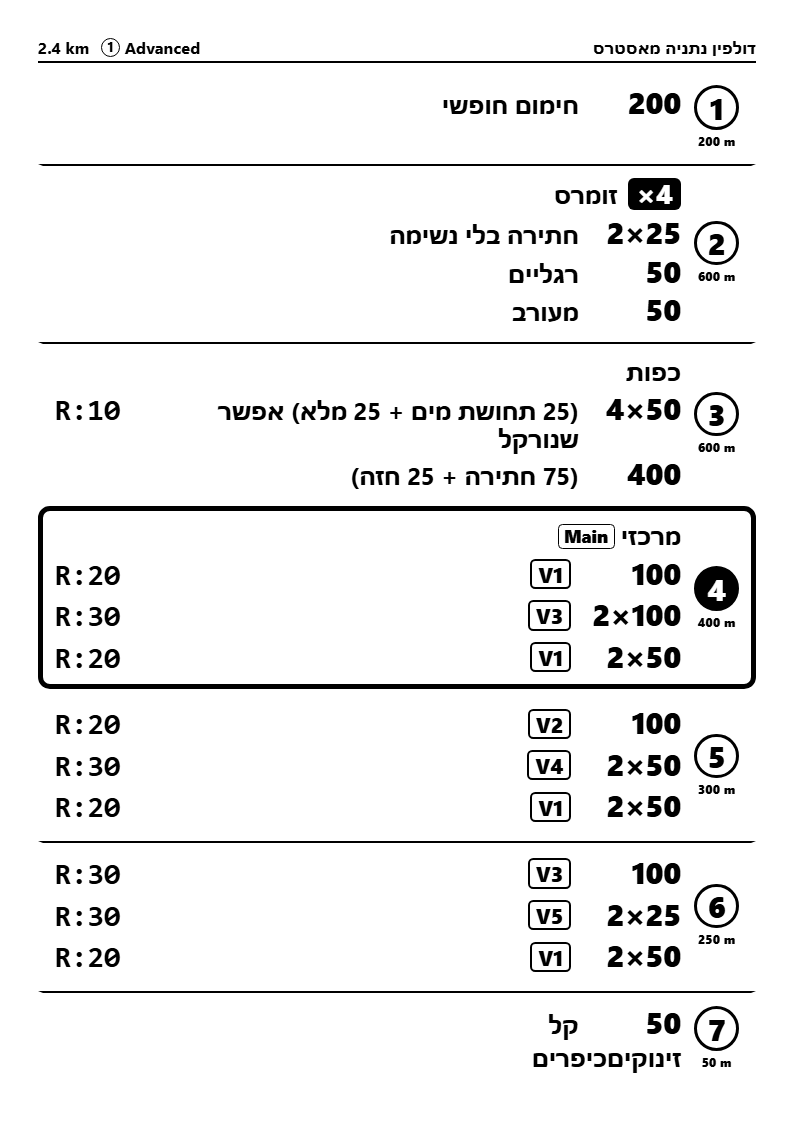 דולפין נתניה מאסטרס
2.4 km ① Advanced
1 200 חימום חופשי
200 m
×4 זומרס
2 2×25 חתירה בלי נשימה
600 m
50 רגליים
50 מעורב
כפות
3 4×50 (25 תחושת מים + 25 מלא) אפשר R:10
שנורקל
600 m
400 (75 חתירה + 25 חזה)
מרכזי Main
4 100 V1 R:20
400 m
2×100 V3 R:30
2×50 V1 R:20
100 V2 R:20
5 2×50 V4 R:30
300 m
2×50 V1 R:20
100 V3 R:30
6 2×25 V5 R:30
250 m
2×50 V1 R:20
7 50 קל
50 m
זינוקיםכיפרים